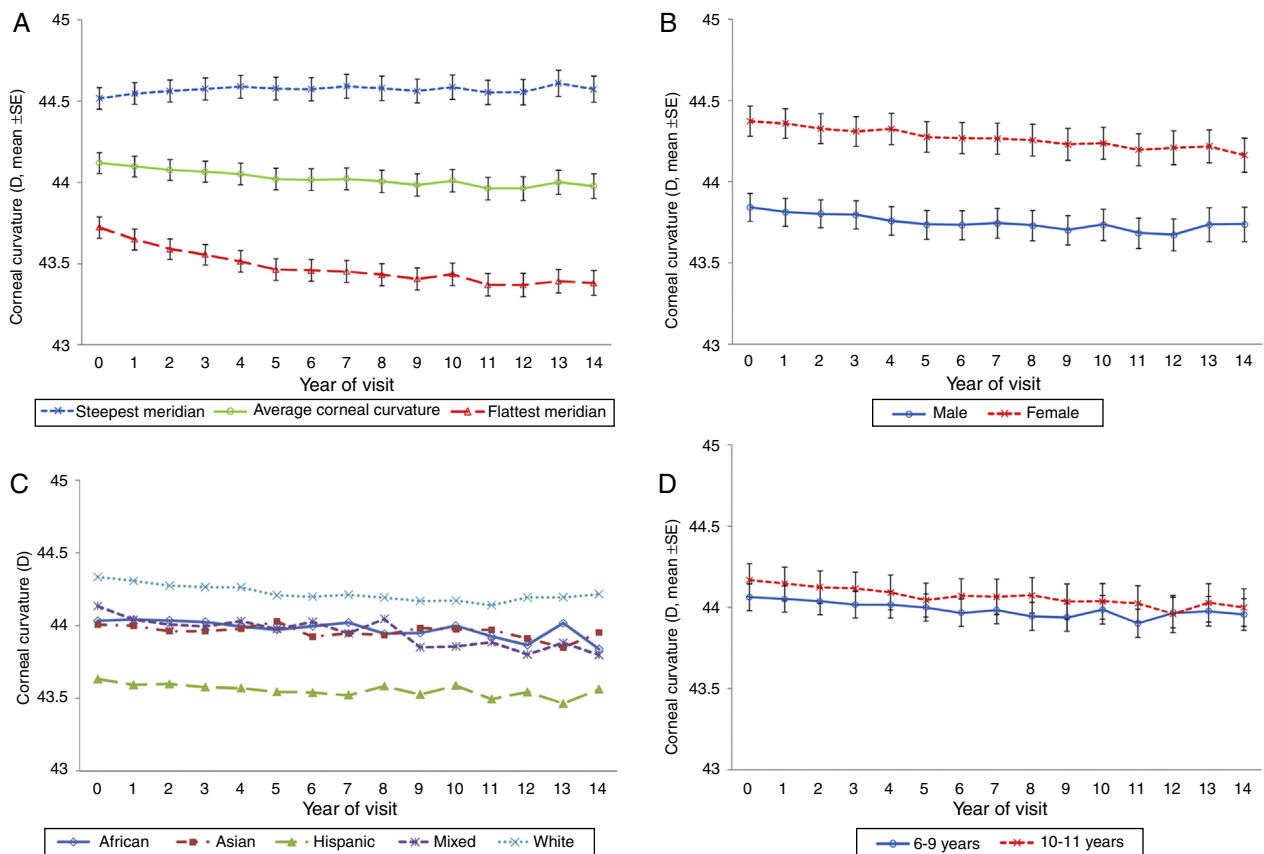 A
Corneal curvature (D, mean ±SE)
45
44.5
44
43.5
43
0 1 2 3 4 5 6 7 8 9 10 11 12 13 14
Year of visit
Steepest meridian Average corneal curvature Flattest meridian
B
Corneal curvature (D, mean ±SE)
45
44.5
44
43.5
43
0 1 2 3 4 5 6 7 8 9 10 11 12 13 14
Year of visit
Male Female
C
Corneal curvature (D)
45
44.5
44
43.5
43
0 1 2 3 4 5 6 7 8 9 10 11 12 13 14
Year of visit
African Asian Hispanic Mixed White
D
Corneal curvature (D, mean ±SE)
45
44.5
44
43.5
43
0 1 2 3 4 5 6 7 8 9 10 11 12 13 14
Year of visit
6-9 years 10-11 years